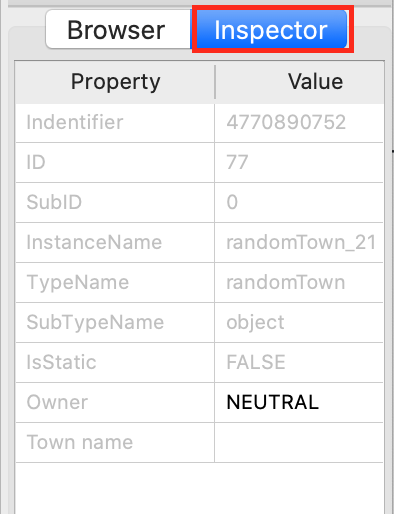 Browser Inspector
Property Value
Indentifier 4770890752
ID 77
SubID 0
InstanceName randomTown_21
TypeName randomTown
SubTypeName object
IsStatic FALSE
Owner NEUTRAL
Town name